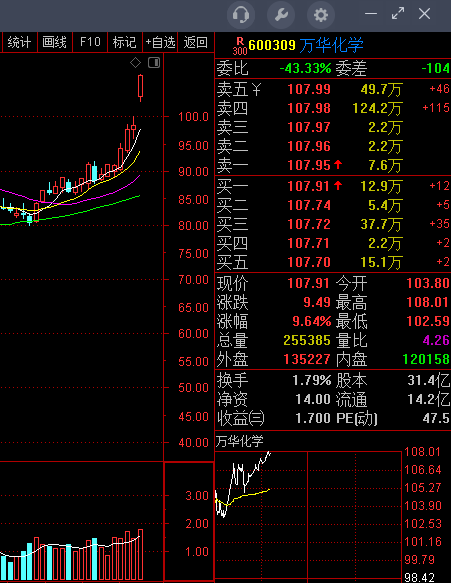 统计 画线 F10 标记 +自选 返回
R 300 600309 万华化学
委比 -43.33% 委差 -104
卖五 ¥ 107.99 49.7万 +46
卖四 107.98 124.2万 +115
卖三 107.97 2.2万
卖二 107.96 2.2万
卖一 107.95 7.6万
买一 107.91 12.9万 +12
买二 107.74 5.4万 +5
买三 107.72 37.7万 +35
买四 107.71 2.2万 +2
买五 107.70 15.1万 +2
现价 107.91 今开 103.80
涨跌 9.49 最高 108.01
涨幅 9.64% 最低 102.59
总量 255385 量比 4.26
外盘 135227 内盘 120158
换手 1.79% 股本 31.4亿
净资 14.00 流通 14.2亿
收益㈢ 1.700 PE(动) 47.5
100.0
95.00
90.00
85.00
80.00
75.00
70.00
65.00
60.00
55.00
50.00
45.00
40.00
3.00
2.00
1.00
万华化学
108.01
106.64
105.27
103.90
102.53
101.16
99.79
98.42